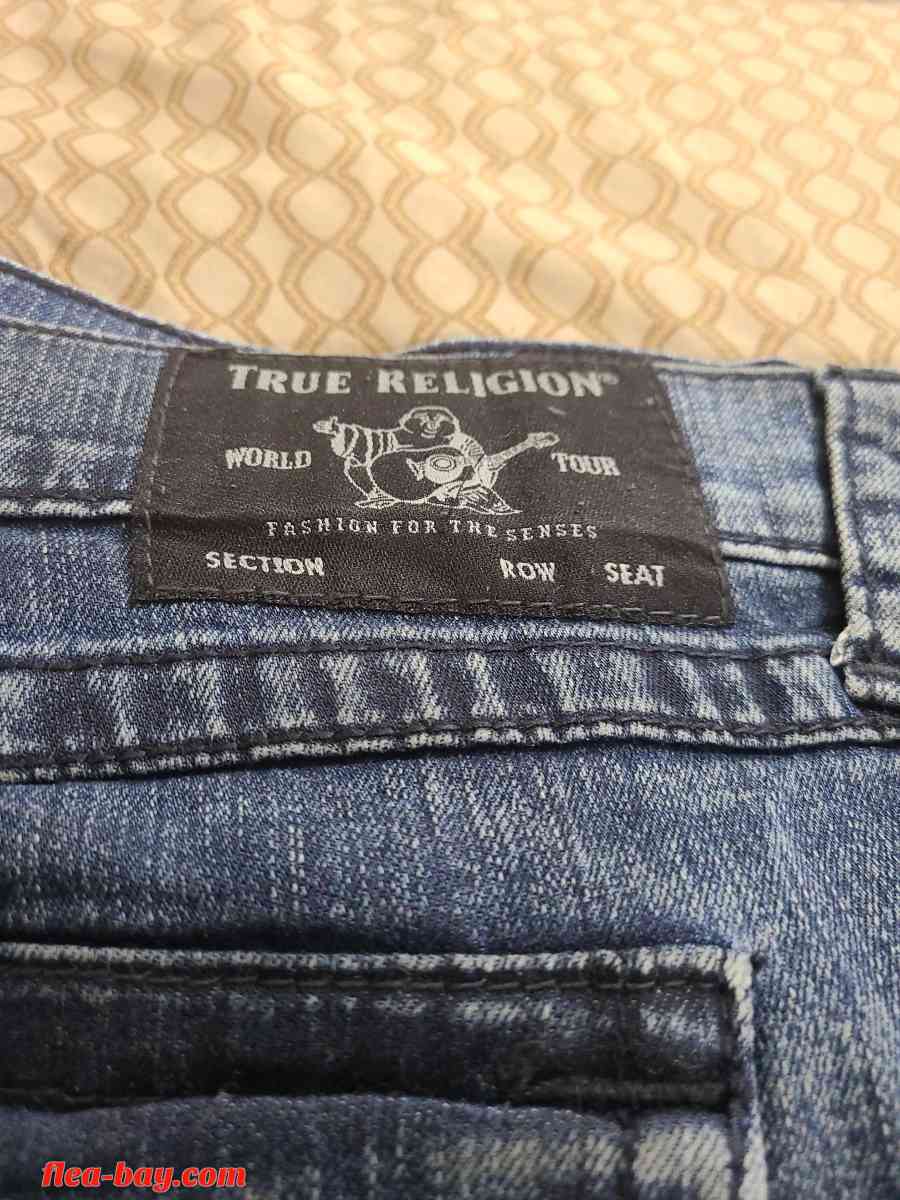 TRUE RELIGION®
WORLD TOUR
FASHION FOR THE SENSES
SECTION ROW SEAT
flea-bay.com